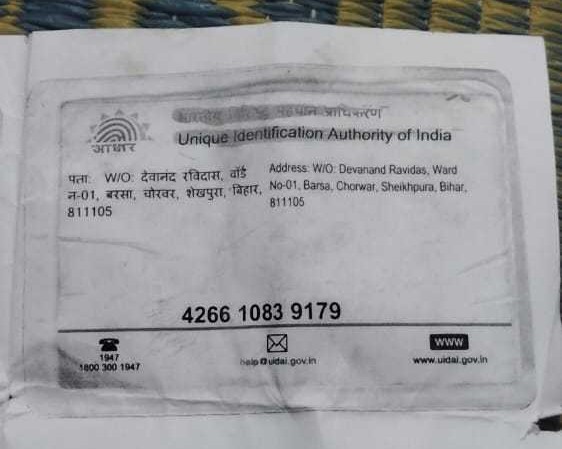 भारतीय विशिष्ट पहचान प्राधिकरण
Unique Identification Authority of India
आधार
पता: W/O: देवानंद रविदास, वॉर्ड
न-01, बरसा, चोरवर, शेखपुरा, बिहार,
811105
Address: W/O: Devanand Ravidas, Ward
No-01, Barsa, Chorwar, Sheikhpura, Bihar,
811105
4266 1083 9179
1947
1800 300 1947
help@uidai.gov.in
WWW
www.uidai.gov.in